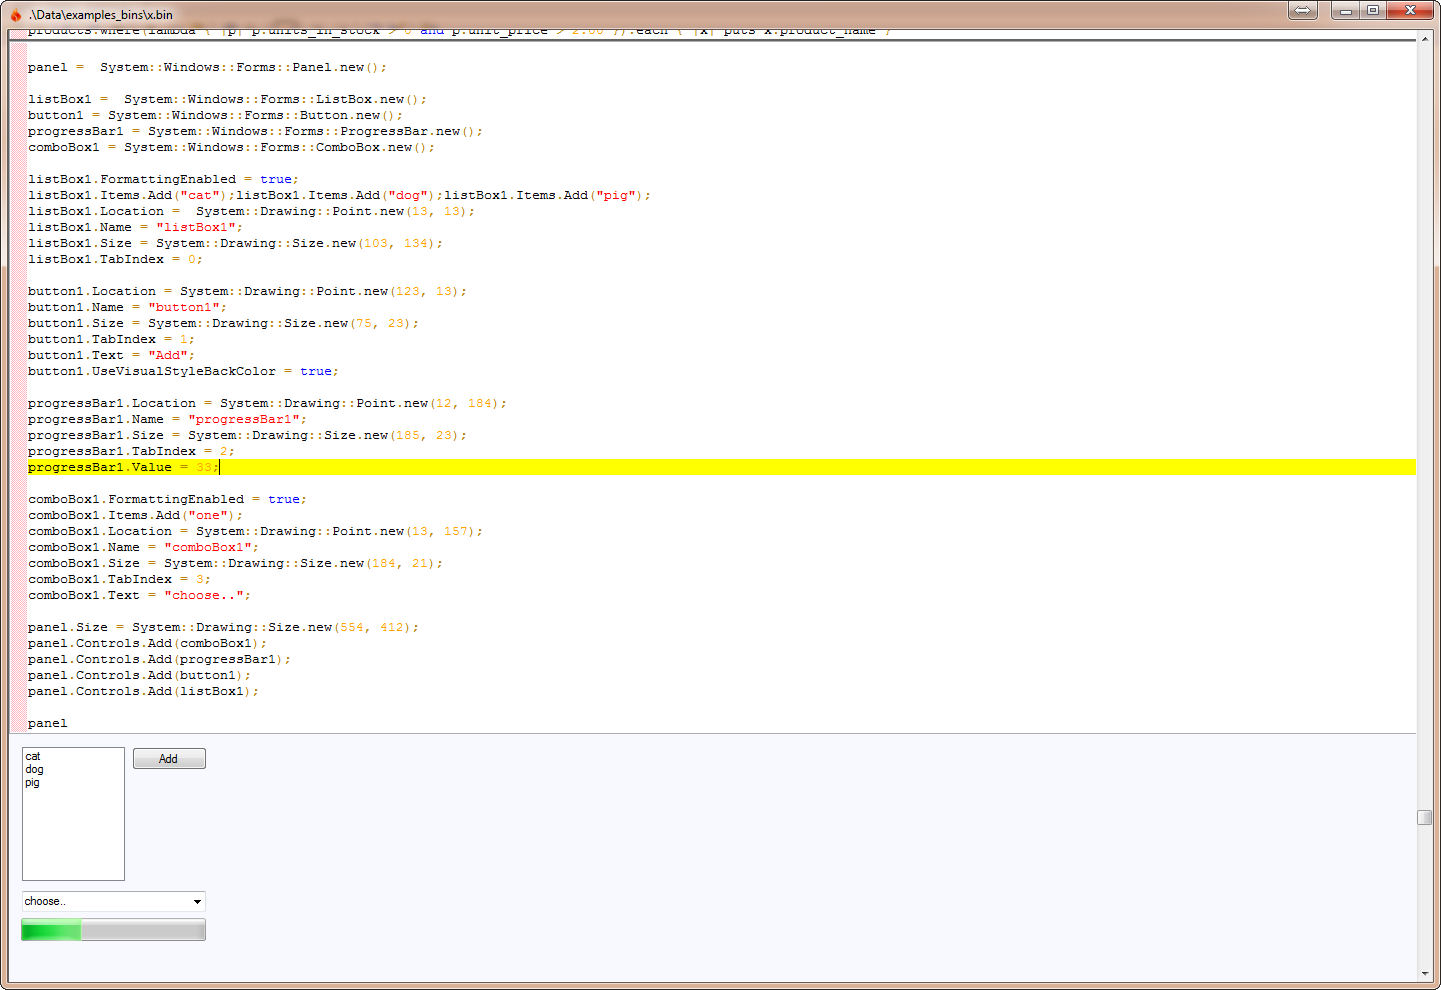 .\Data\examples_bins\x.bin
products.where(lambda { |p| p.units_in_stock > 0 and p.unit_price > 2.00 }).each { |x| puts x.product_name }
panel =  System::Windows::Forms::Panel.new();
listBox1 =  System::Windows::Forms::ListBox.new();
button1 = System::Windows::Forms::Button.new();
progressBar1 = System::Windows::Forms::ProgressBar.new();
comboBox1 = System::Windows::Forms::ComboBox.new();
listBox1.FormattingEnabled = true;
listBox1.Items.Add("cat");listBox1.Items.Add("dog");listBox1.Items.Add("pig");
listBox1.Location =  System::Drawing::Point.new(13, 13);
listBox1.Name = "listBox1";
listBox1.Size = System::Drawing::Size.new(103, 134);
listBox1.TabIndex = 0;
button1.Location = System::Drawing::Point.new(123, 13);
button1.Name = "button1";
button1.Size = System::Drawing::Size.new(75, 23);
button1.TabIndex = 1;
button1.Text = "Add";
button1.UseVisualStyleBackColor = true;
progressBar1.Location = System::Drawing::Point.new(12, 184);
progressBar1.Name = "progressBar1";
progressBar1.Size = System::Drawing::Size.new(185, 23);
progressBar1.TabIndex = 2;
progressBar1.Value = 33;
comboBox1.FormattingEnabled = true;
comboBox1.Items.Add("one");
comboBox1.Location = System::Drawing::Point.new(13, 157);
comboBox1.Name = "comboBox1";
comboBox1.Size = System::Drawing::Size.new(184, 21);
comboBox1.TabIndex = 3;
comboBox1.Text = "choose..";
panel.Size = System::Drawing::Size.new(554, 412);
panel.Controls.Add(comboBox1);
panel.Controls.Add(progressBar1);
panel.Controls.Add(button1);
panel.Controls.Add(listBox1);
panel
cat
Add
dog
pig
choose..